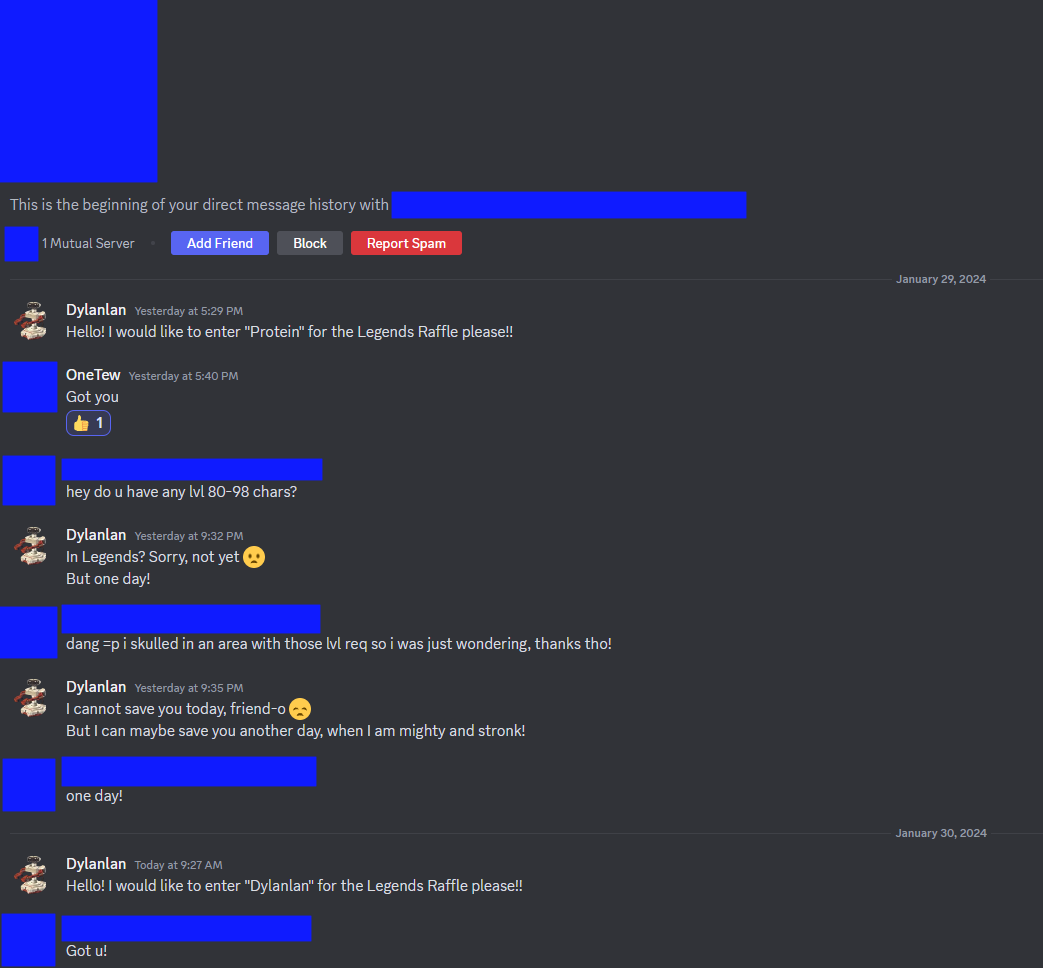 This is the beginning of your direct message history with
1 Mutual Server
Add Friend
Block
Report Spam
January 29, 2024
Dylanlan Yesterday at 5:29 PM
Hello! I would like to enter "Protein" for the Legends Raffle please!!
OneTew Yesterday at 5:40 PM
Got you
👍 1
hey do u have any lvl 80-98 chars?
Dylanlan Yesterday at 9:32 PM
In Legends? Sorry, not yet 😦
But one day!
dang =p i skulled in an area with those lvl req so i was just wondering, thanks tho!
Dylanlan Yesterday at 9:35 PM
I cannot save you today, friend-o 😞
But I can maybe save you another day, when I am mighty and stronk!
one day!
January 30, 2024
Dylanlan Today at 9:27 AM
Hello! I would like to enter "Dylanlan" for the Legends Raffle please!!
Got u!